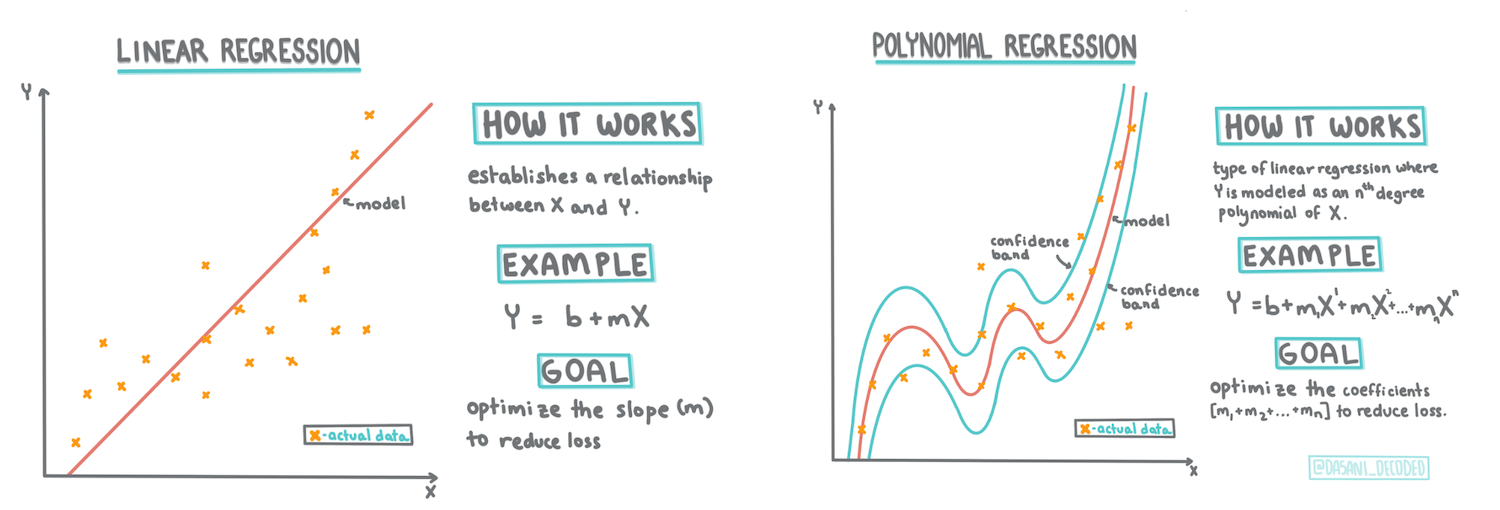 LINEAR REGRESSION
Y
model
X
x-actual data
HOW IT WORKS
establishes a relationship
between X and Y.
EXAMPLE
Y = b+mX
GOAL
optimize the slope (m)
to reduce loss
POLYNOMIAL REGRESSION
Y
confidence
band
model
confidence
band
x-actual data
X
HOW IT WORKS
type of linear regression where
Y is modeled as an nth degree
polynomial of X.
EXAMPLE
Y = b+m₁X¹+m₂X²+...+mₙXⁿ
GOAL
optimize the coefficients
[m₁+m₂+...+mₙ] to reduce loss.
@DASANI_DECODED